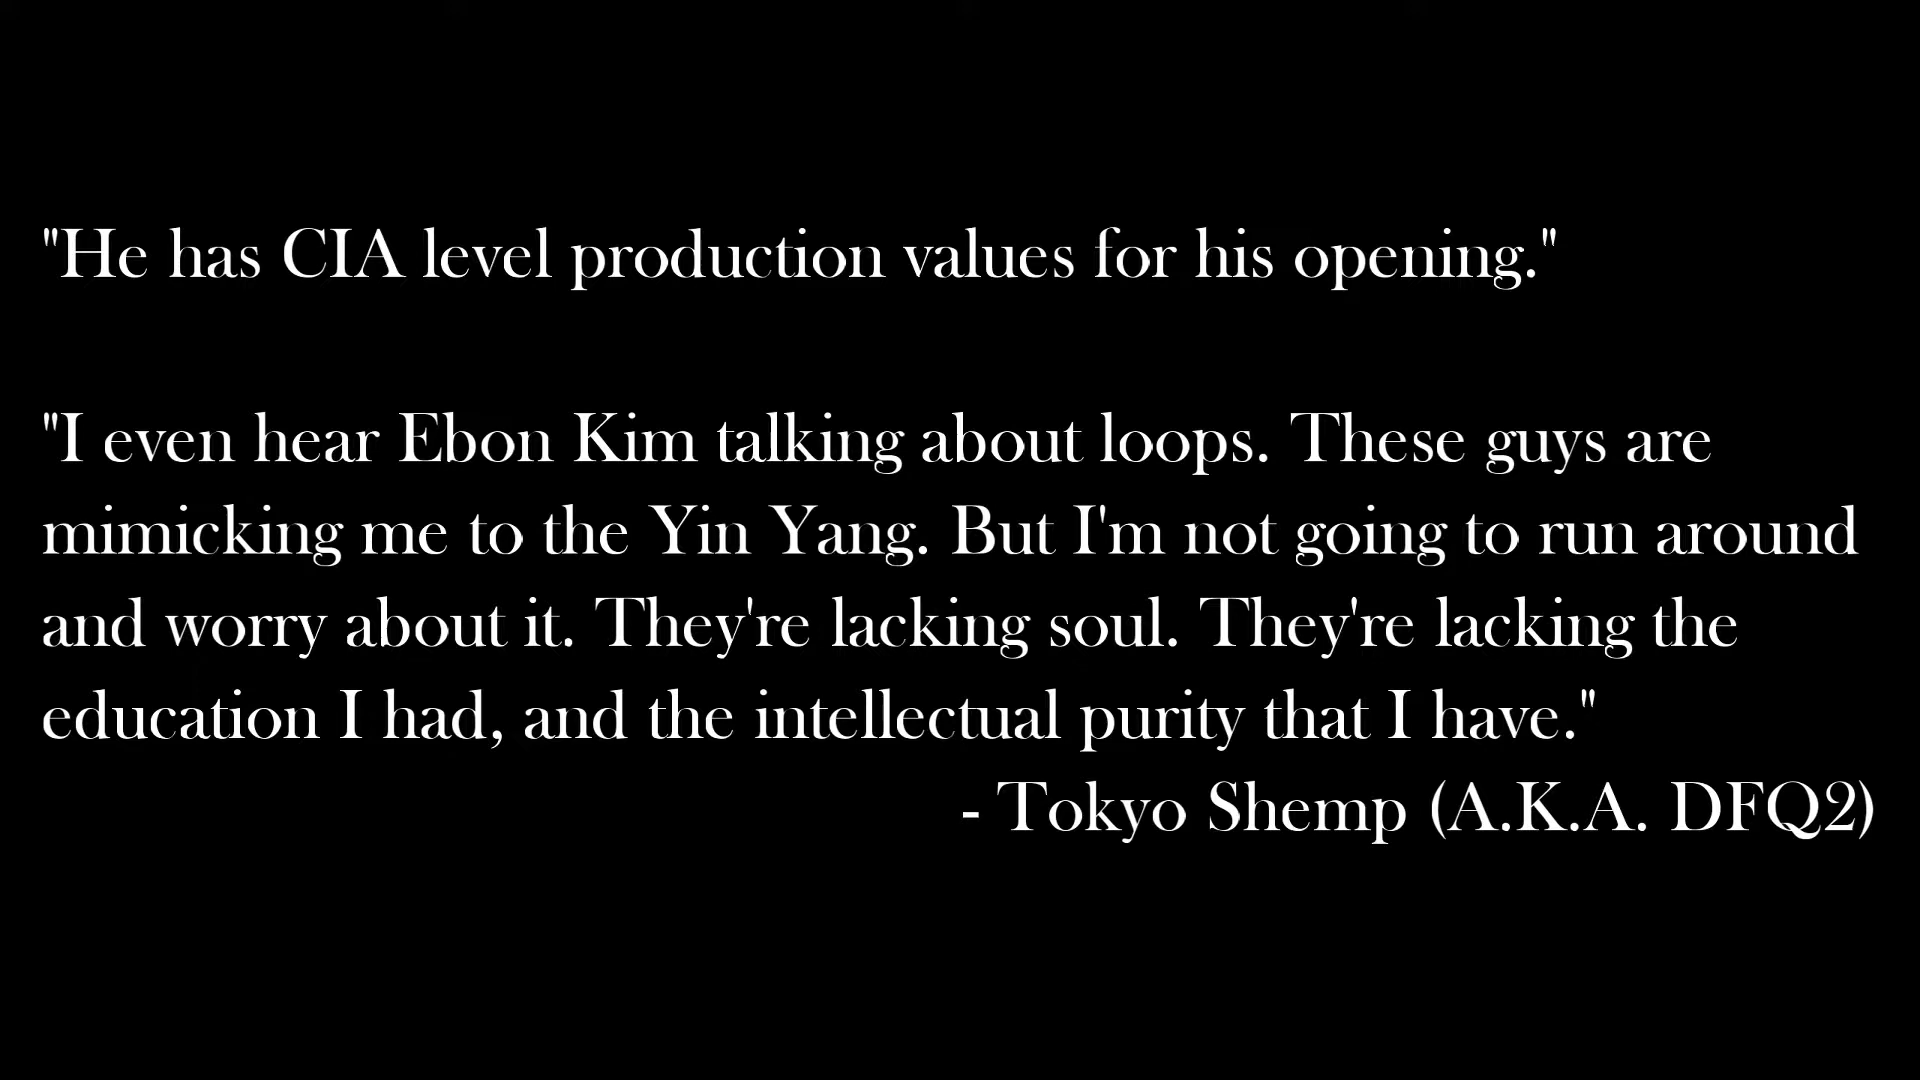 "He has CIA level production values for his opening."
"I even hear Ebon Kim talking about loops. These guys are
mimicking me to the Yin Yang. But I'm not going to run around
and worry about it. They're lacking soul. They're lacking the
education I had, and the intellectual purity that I have."
- Tokyo Shemp (A.K.A. DFQ2)